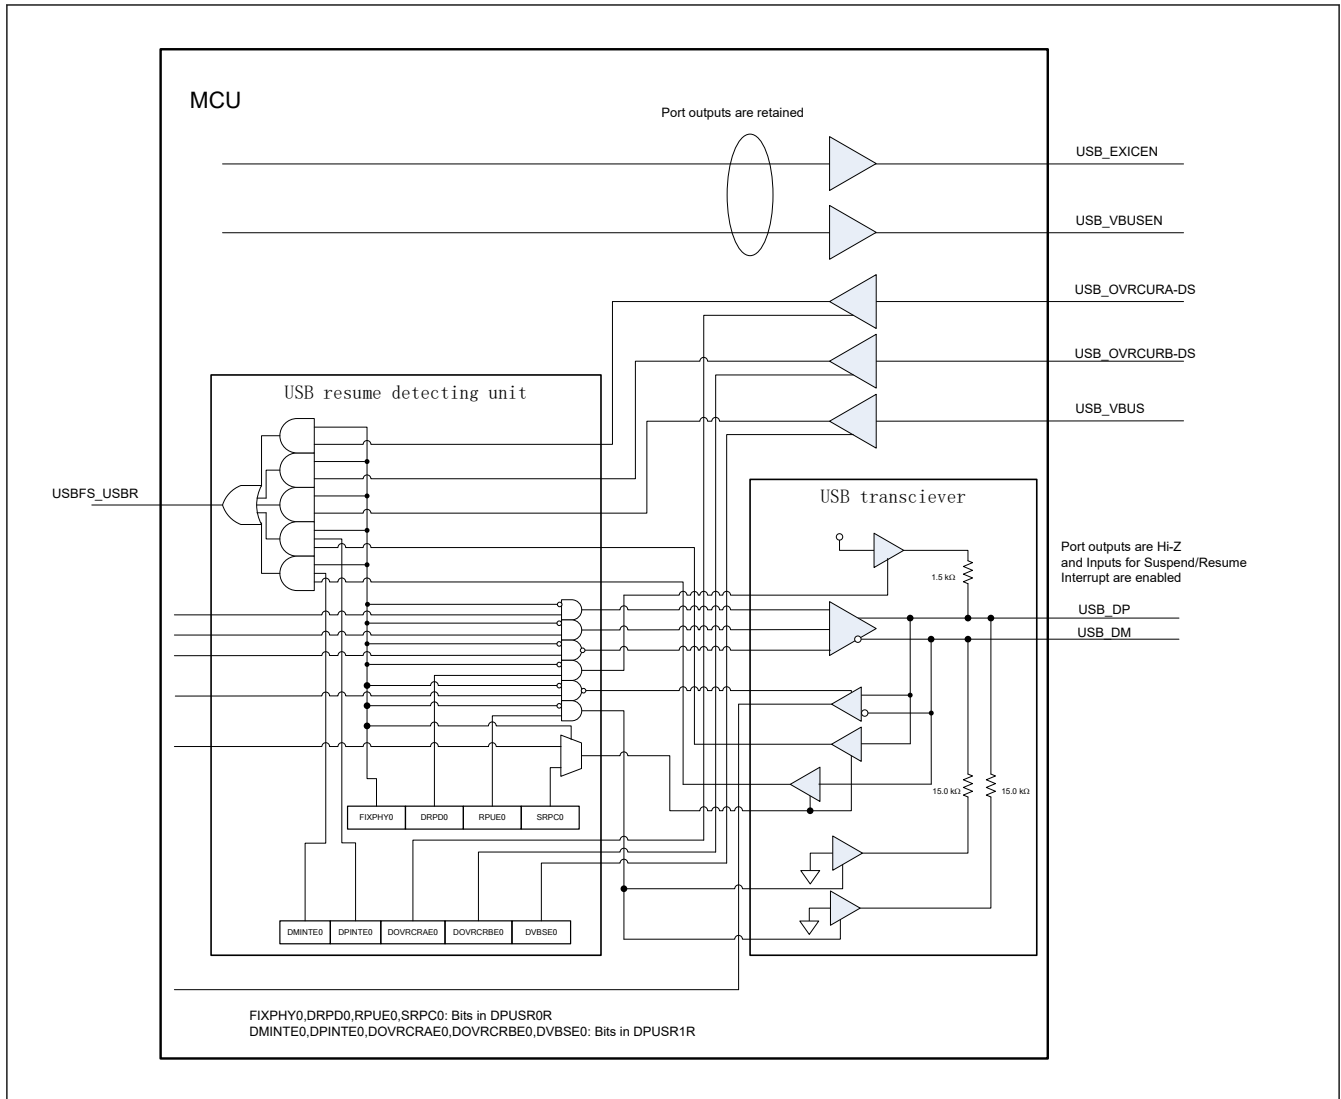 MCU
Port outputs are retained
USB_EXICEN
USB_VBUSEN
USB_OVRCURA-DS
USB_OVRCURB-DS
USB_VBUS
USB resume detecting unit
USBFS_USBR
USB transciever
Port outputs are Hi-Z
and Inputs for Suspend/Resume
Interrupt are enabled
1.5 kΩ
USB_DP
USB_DM
15.0 kΩ
15.0 kΩ
FIXPHY0
DRPD0
RPUE0
SRPC0
DMINTE0
DPINTE0
DOVRCRAE0
DOVRCRBE0
DVBSE0
FIXPHY0,DRPD0,RPUE0,SRPC0: Bits in DPUSR0R
DMINTE0,DPINTE0,DOVRCRAE0,DOVRCRBE0,DVBSE0: Bits in DPUSR1R